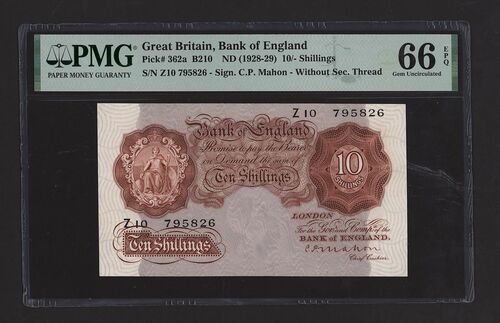 PMG
PAPER MONEY GUARANTY
Great Britain, Bank of England
Pick# 362a B210 ND (1928-29) 10/- Shillings
S/N Z10 795826 - Sign. C.P. Mahon - Without Sec. Thread
66 EPQ
Gem Uncirculated
Z10 795826
Bank of England
Promise to pay the Bearer
on Demand the sum of
Ten Shillings
10
SHILLINGS
Z10 795826
Ten Shillings
LONDON
For the Govr. and Compa. of the
BANK OF ENGLAND.
C.P. Mahon
Chief Cashier.